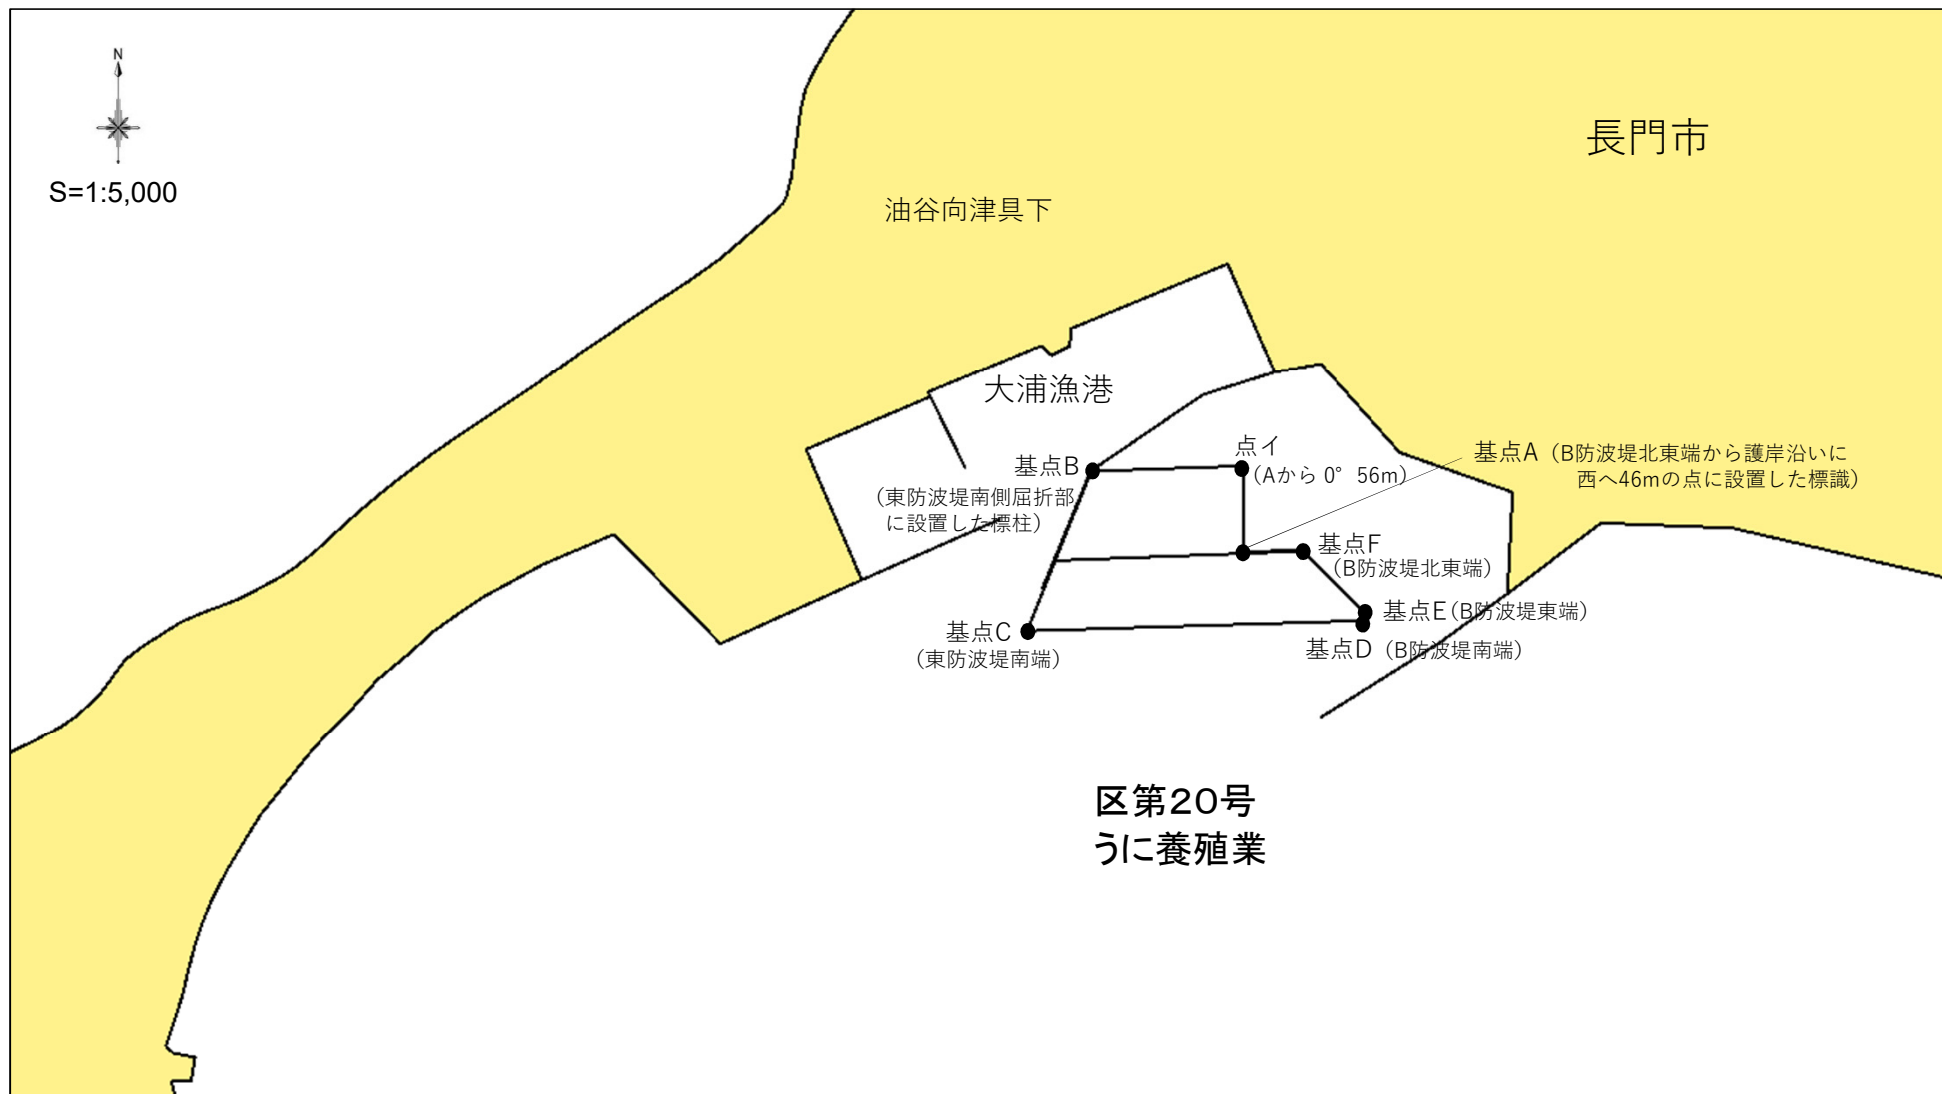 N
S=1:5,000
長門市
油谷向津具下
大浦漁港
点イ
(Aから 0° 56m)
基点A（B防波堤北東端から護岸沿いに
西へ46mの点に設置した標識）
基点B
（東防波堤南側屈折部
に設置した標柱）
基点F
（B防波堤北東端）
基点E（B防波堤東端）
基点D（B防波堤南端）
基点C
（東防波堤南端）
区第20号
うに養殖業